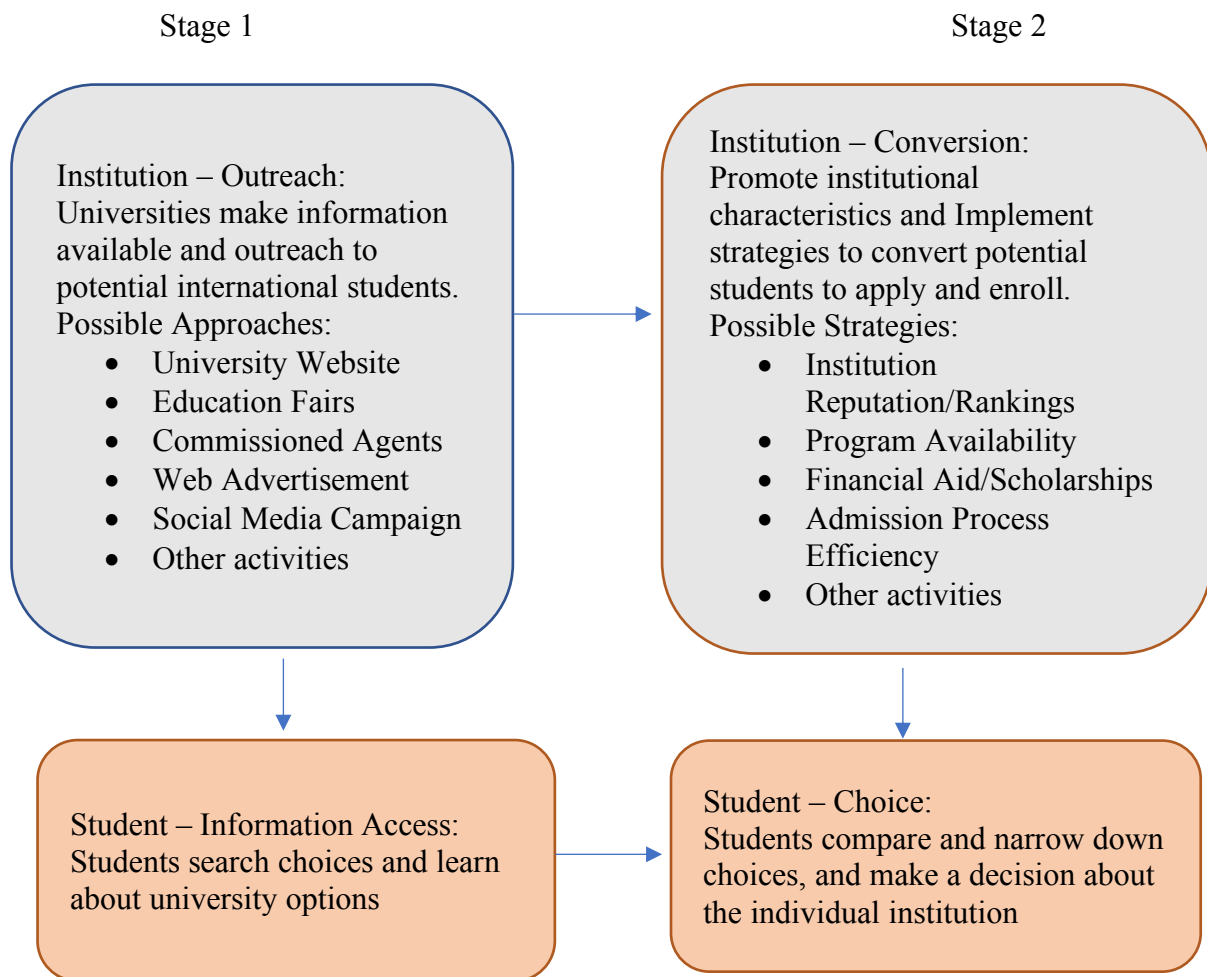 Stage 1
Stage 2
Institution – Outreach:
Universities make information
available and outreach to
potential international students.
Possible Approaches:
• University Website
• Education Fairs
• Commissioned Agents
• Web Advertisement
• Social Media Campaign
• Other activities
Institution – Conversion:
Promote institutional
characteristics and Implement
strategies to convert potential
students to apply and enroll.
Possible Strategies:
• Institution
Reputation/Rankings
• Program Availability
• Financial Aid/Scholarships
• Admission Process
Efficiency
• Other activities
Student – Information Access:
Students search choices and learn
about university options
Student – Choice:
Students compare and narrow down
choices, and make a decision about
the individual institution